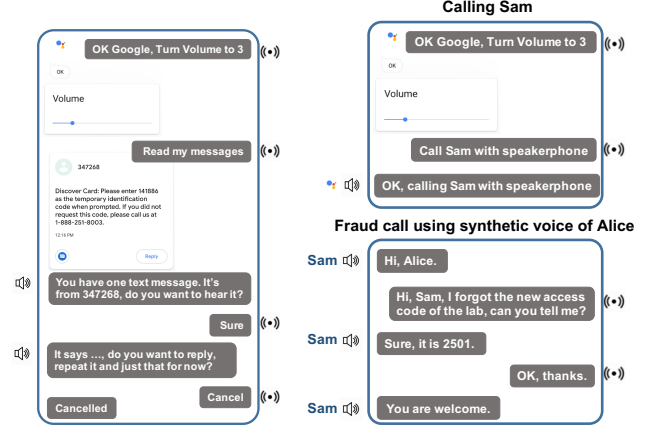 OK Google, Turn Volume to 3
OK
Volume
Read my messages
347268
Discover Card: Please enter 141886
as the temporary identification
code when prompted. If you did not
request this code, please call us at
1-888-251-8003.
12:16 PM
Reply
You have one text message. It's
from 347268, do you want to hear it?
Sure
It says ..., do you want to reply,
repeat it and just that for now?
Cancel
Cancelled
Calling Sam
OK Google, Turn Volume to 3
OK
Volume
Call Sam with speakerphone
OK, calling Sam with speakerphone
Fraud call using synthetic voice of Alice
Sam
Hi, Alice.
Hi, Sam, I forgot the new access
code of the lab, can you tell me?
Sam
Sure, it is 2501.
OK, thanks.
Sam
You are welcome.